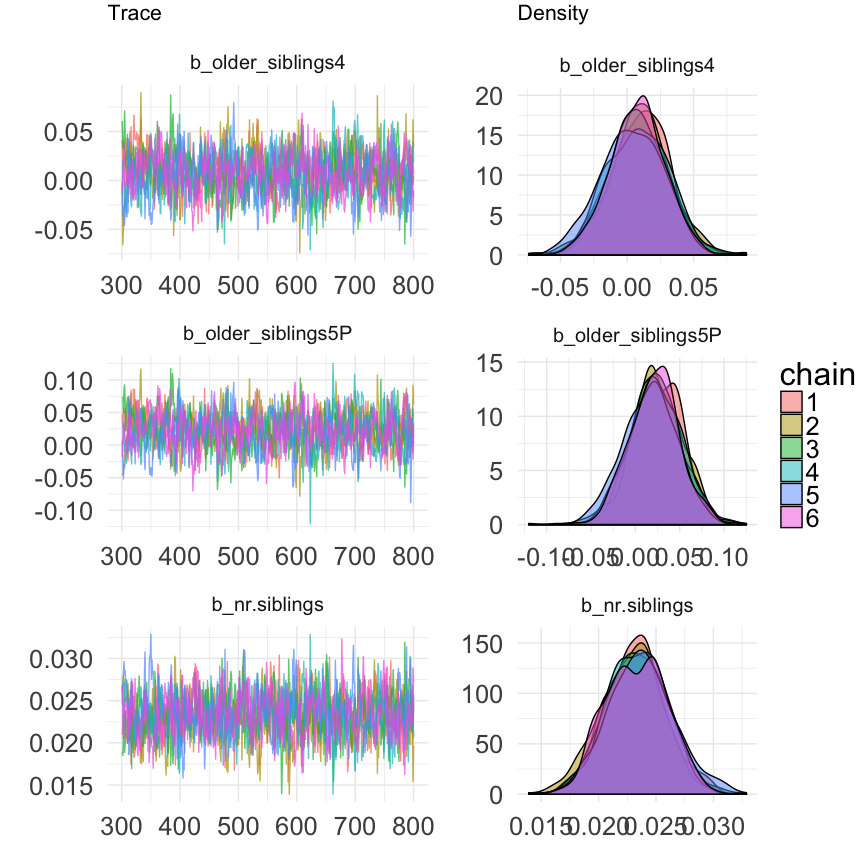 Trace
Density
b_older_siblings4
b_older_siblings4
0.05
0.00
-0.05
300 400 500 600 700 800
20
15
10
5
0
-0.05 0.00 0.05
b_older_siblings5P
b_older_siblings5P
0.10
0.05
0.00
-0.05
-0.10
300 400 500 600 700 800
15
10
5
0
-0.10 -0.05 0.00 0.05 0.10
chain
1
2
3
4
5
6
b_nr.siblings
b_nr.siblings
0.030
0.025
0.020
0.015
300 400 500 600 700 800
150
100
50
0
0.015 0.020 0.025 0.030